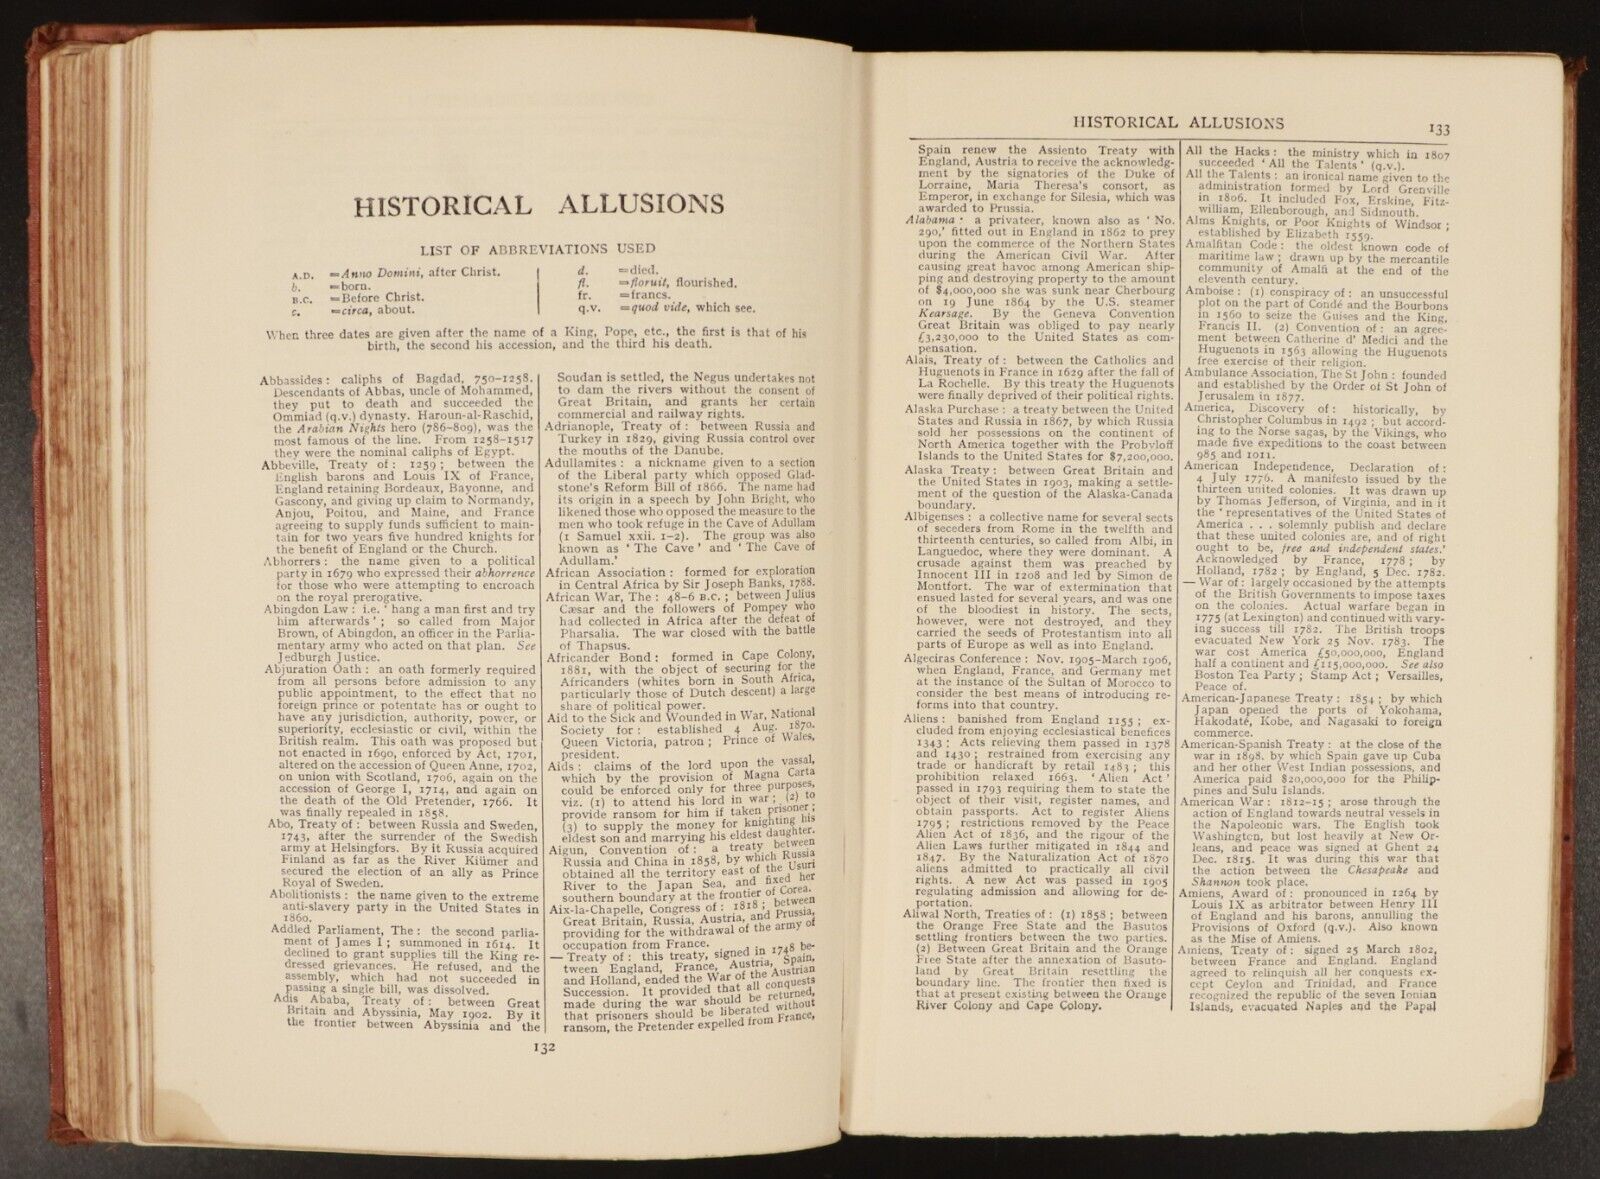 HISTORICAL ALLUSIONS
LIST OF ABBREVIATIONS USED
A.D. =Anno Domini, after Christ.
b. =born.
B.C. =Before Christ.
c. =circa, about.
d. =died.
fl. =floruit, flourished.
fr. =francs.
q.v. =quod vide, which see.
When three dates are given after the name of a King, Pope, etc., the first is that of his
birth, the second his accession, and the third his death.
Abbassides : caliphs of Bagdad, 750-1258.
Descendants of Abbas, uncle of Mohammed,
they put to death and succeeded the
Ommiad (q.v.) dynasty. Haroun-al-Raschid,
the Arabian Nights hero (786-809), was the
most famous of the line. From 1258-1517
they were the nominal caliphs of Egypt.
Abbeville, Treaty of : 1259 ; between the
English barons and Louis IX of France,
England retaining Bordeaux, Bayonne, and
Gascony, and giving up claim to Normandy,
Anjou, Poitou, and Maine, and France
agreeing to supply funds sufficient to main-
tain for two years five hundred knights for
the benefit of England or the Church.
Abhorrers : the name given to a political
party in 1679 who expressed their abhorrence
for those who were attempting to encroach
on the royal prerogative.
Abingdon Law : i.e. ‘ hang a man first and try
him afterwards ’ ; so called from Major
Brown, of Abingdon, an officer in the Parlia-
mentary army who acted on that plan. See
Jedburgh Justice.
Abjuration Oath : an oath formerly required
from all persons before admission to any
public appointment, to the effect that no
foreign prince or potentate has or ought to
have any jurisdiction, authority, power, or
superiority, ecclesiastic or civil, within the
British realm. This oath was proposed but
not enacted in 1690, enforced by Act, 1701,
altered on the accession of Queen Anne, 1702,
on union with Scotland, 1706, again on the
accession of George I, 1714, and again on
the death of the Old Pretender, 1766. It
was finally repealed in 1858.
Abo, Treaty of : between Russia and Sweden,
1743, after the surrender of the Swedish
army at Helsingfors. By it Russia acquired
Finland as far as the River Kiümer and
secured the election of an ally as Prince
Royal of Sweden.
Abolitionists : the name given to the extreme
anti-slavery party in the United States in
1860.
Addled Parliament, The : the second parlia-
ment of James I ; summoned in 1614. It
declined to grant supplies till the King re-
dressed grievances. He refused, and the
assembly, which had not succeeded in
passing a single bill, was dissolved.
Adis Ababa, Treaty of : between Great
Britain and Abyssinia, May 1902. By it
the frontier between Abyssinia and the
Soudan is settled, the Negus undertakes not
to dam the rivers without the consent of
Great Britain, and grants her certain
commercial and railway rights.
Adrianople, Treaty of : between Russia and
Turkey in 1829, giving Russia control over
the mouths of the Danube.
Adullamites : a nickname given to a section
of the Liberal party which opposed Glad-
stone's Reform Bill of 1866. The name had
its origin in a speech by John Bright, who
likened those who opposed the measure to the
men who took refuge in the Cave of Adullam
(1 Samuel xxii. 1-2). The group was also
known as ‘ The Cave ’ and ‘ The Cave of
Adullam.’
African Association : formed for exploration
in Central Africa by Sir Joseph Banks, 1788.
African War, The : 48-6 B.C. ; between Julius
Cæsar and the followers of Pompey who
had collected in Africa after the defeat of
Pharsalia. The war closed with the battle
of Thapsus.
Africander Bond : formed in Cape Colony,
1881, with the object of securing for the
Africanders (whites born in South Africa,
particularly those of Dutch descent) a large
share of political power.
Aid to the Sick and Wounded in War, National
Society for : established 4 Aug. 1870.
Queen Victoria, patron ; Prince of Wales,
president.
Aids : claims of the lord upon the vassal,
which by the provision of Magna Carta
could be enforced only for three purposes,
viz. (1) to attend his lord in war ; (2) to
provide ransom for him if taken prisoner ;
(3) to supply the money for knighting his
eldest son and marrying his eldest daughter.
Aigun, Convention of : a treaty between
Russia and China in 1858, by which Russia
obtained all the territory east of the Usuri
River to the Japan Sea, and fixed her
southern boundary at the frontier of Corea.
Aix-la-Chapelle, Congress of : 1818 ; between
Great Britain, Russia, Austria, and Prussia,
providing for the withdrawal of the army of
occupation from France.
— Treaty of : this treaty, signed in 1748 be-
tween England, France, Austria, Spain,
and Holland, ended the War of the Austrian
Succession. It provided that all conquests
made during the war should be returned,
that prisoners should be liberated without
ransom, the Pretender expelled from France,
132
HISTORICAL ALLUSIONS
133
Spain renew the Assiento Treaty with
England, Austria to receive the acknowledg-
ment by the signatories of the Duke of
Lorraine, Maria Theresa's consort, as
Emperor, in exchange for Silesia, which was
awarded to Prussia.
Alabama : a privateer, known also as ‘ No.
290,’ fitted out in England in 1862 to prey
upon the commerce of the Northern States
during the American Civil War. After
causing great havoc among American ship-
ping and destroying property to the amount
of $4,000,000 she was sunk near Cherbourg
on 19 June 1864 by the U.S. steamer
Kearsage. By the Geneva Convention
Great Britain was obliged to pay nearly
£3,230,000 to the United States as com-
pensation.
Alais, Treaty of : between the Catholics and
Huguenots in France in 1629 after the fall of
La Rochelle. By this treaty the Huguenots
were finally deprived of their political rights.
Alaska Purchase : a treaty between the United
States and Russia in 1867, by which Russia
sold her possessions on the continent of
North America together with the Probyloff
Islands to the United States for $7,200,000.
Alaska Treaty : between Great Britain and
the United States in 1903, making a settle-
ment of the question of the Alaska-Canada
boundary.
Albigenses : a collective name for several sects
of seceders from Rome in the twelfth and
thirteenth centuries, so called from Albi, in
Languedoc, where they were dominant. A
crusade against them was preached by
Innocent III in 1208 and led by Simon de
Montfort. The war of extermination that
ensued lasted for several years, and was one
of the bloodiest in history. The sects,
however, were not destroyed, and they
carried the seeds of Protestantism into all
parts of Europe as well as into England.
Algeciras Conference : Nov. 1905-March 1906,
when England, France, and Germany met
at the instance of the Sultan of Morocco to
consider the best means of introducing re-
forms into that country.
Aliens : banished from England 1155 ; ex-
cluded from enjoying ecclesiastical benefices
1343 ; Acts relieving them passed in 1378
and 1430 ; restrained from exercising any
trade or handicraft by retail 1483 ; this
prohibition relaxed 1663. ‘ Alien Act ’
passed in 1793 requiring them to state the
object of their visit, register names, and
obtain passports. Act to register Aliens
1795 ; restrictions removed by the Peace
Alien Act of 1836, and the rigour of the
Alien Laws further mitigated in 1844 and
1847. By the Naturalization Act of 1870
aliens admitted to practically all civil
rights. A new Act was passed in 1905
regulating admission and allowing for de-
portation.
Aliwal North, Treaties of : (1) 1858 ; between
the Orange Free State and the Basutos
settling frontiers between the two parties.
(2) Between Great Britain and the Orange
Free State after the annexation of Basuto-
land by Great Britain resettling the
boundary line. The frontier then fixed is
that at present existing between the Orange
River Colony and Cape Colony.
All the Hacks : the ministry which in 1807
succeeded ‘ All the Talents ’ (q.v.).
All the Talents : an ironical name given to the
administration formed by Lord Grenville
in 1806. It included Fox, Erskine, Fitz-
william, Ellenborough, and Sidmouth.
Alms Knights, or Poor Knights of Windsor ;
established by Elizabeth 1559.
Amalfitan Code : the oldest known code of
maritime law ; drawn up by the mercantile
community of Amalfi at the end of the
eleventh century.
Amboise : (1) conspiracy of : an unsuccessful
plot on the part of Condé and the Bourbons
in 1560 to seize the Guises and the King,
Francis II. (2) Convention of : an agree-
ment between Catherine d' Medici and the
Huguenots in 1563 allowing the Huguenots
free exercise of their religion.
Ambulance Association, The St John : founded
and established by the Order of St John of
Jerusalem in 1877.
America, Discovery of : historically, by
Christopher Columbus in 1492 ; but accord-
ing to the Norse sagas, by the Vikings, who
made five expeditions to the coast between
985 and 1011.
American Independence, Declaration of :
4 July 1776. A manifesto issued by the
thirteen united colonies. It was drawn up
by Thomas Jefferson, of Virginia, and in it
the ‘ representatives of the United States of
America . . . solemnly publish and declare
that these united colonies are, and of right
ought to be, free and independent states.’
Acknowledged by France, 1778 ; by
Holland, 1782 ; by England, 5 Dec. 1782.
— War of : largely occasioned by the attempts
of the British Governments to impose taxes
on the colonies. Actual warfare began in
1775 (at Lexington) and continued with vary-
ing success till 1782. The British troops
evacuated New York 25 Nov. 1783. The
war cost America £50,000,000, England
half a continent and £115,000,000. See also
Boston Tea Party ; Stamp Act ; Versailles,
Peace of.
American-Japanese Treaty : 1854 ; by which
Japan opened the ports of Yokohama,
Hakodaté, Kobe, and Nagasaki to foreign
commerce.
American-Spanish Treaty : at the close of the
war in 1898. by which Spain gave up Cuba
and her other West Indian possessions, and
America paid $20,000,000 for the Philip-
pines and Sulu Islands.
American War : 1812-15 ; arose through the
action of England towards neutral vessels in
the Napoleonic wars. The English took
Washington, but lost heavily at New Or-
leans, and peace was signed at Ghent 24
Dec. 1815. It was during this war that
the action between the Chesapeake and
Shannon took place.
Amiens, Award of : pronounced in 1264 by
Louis IX as arbitrator between Henry III
of England and his barons, annulling the
Provisions of Oxford (q.v.). Also known
as the Mise of Amiens.
Amiens, Treaty of : signed 25 March 1802,
between France and England. England
agreed to relinquish all her conquests ex-
cept Ceylon and Trinidad, and France
recognized the republic of the seven Ionian
Islands, evacuated Naples and the Papal